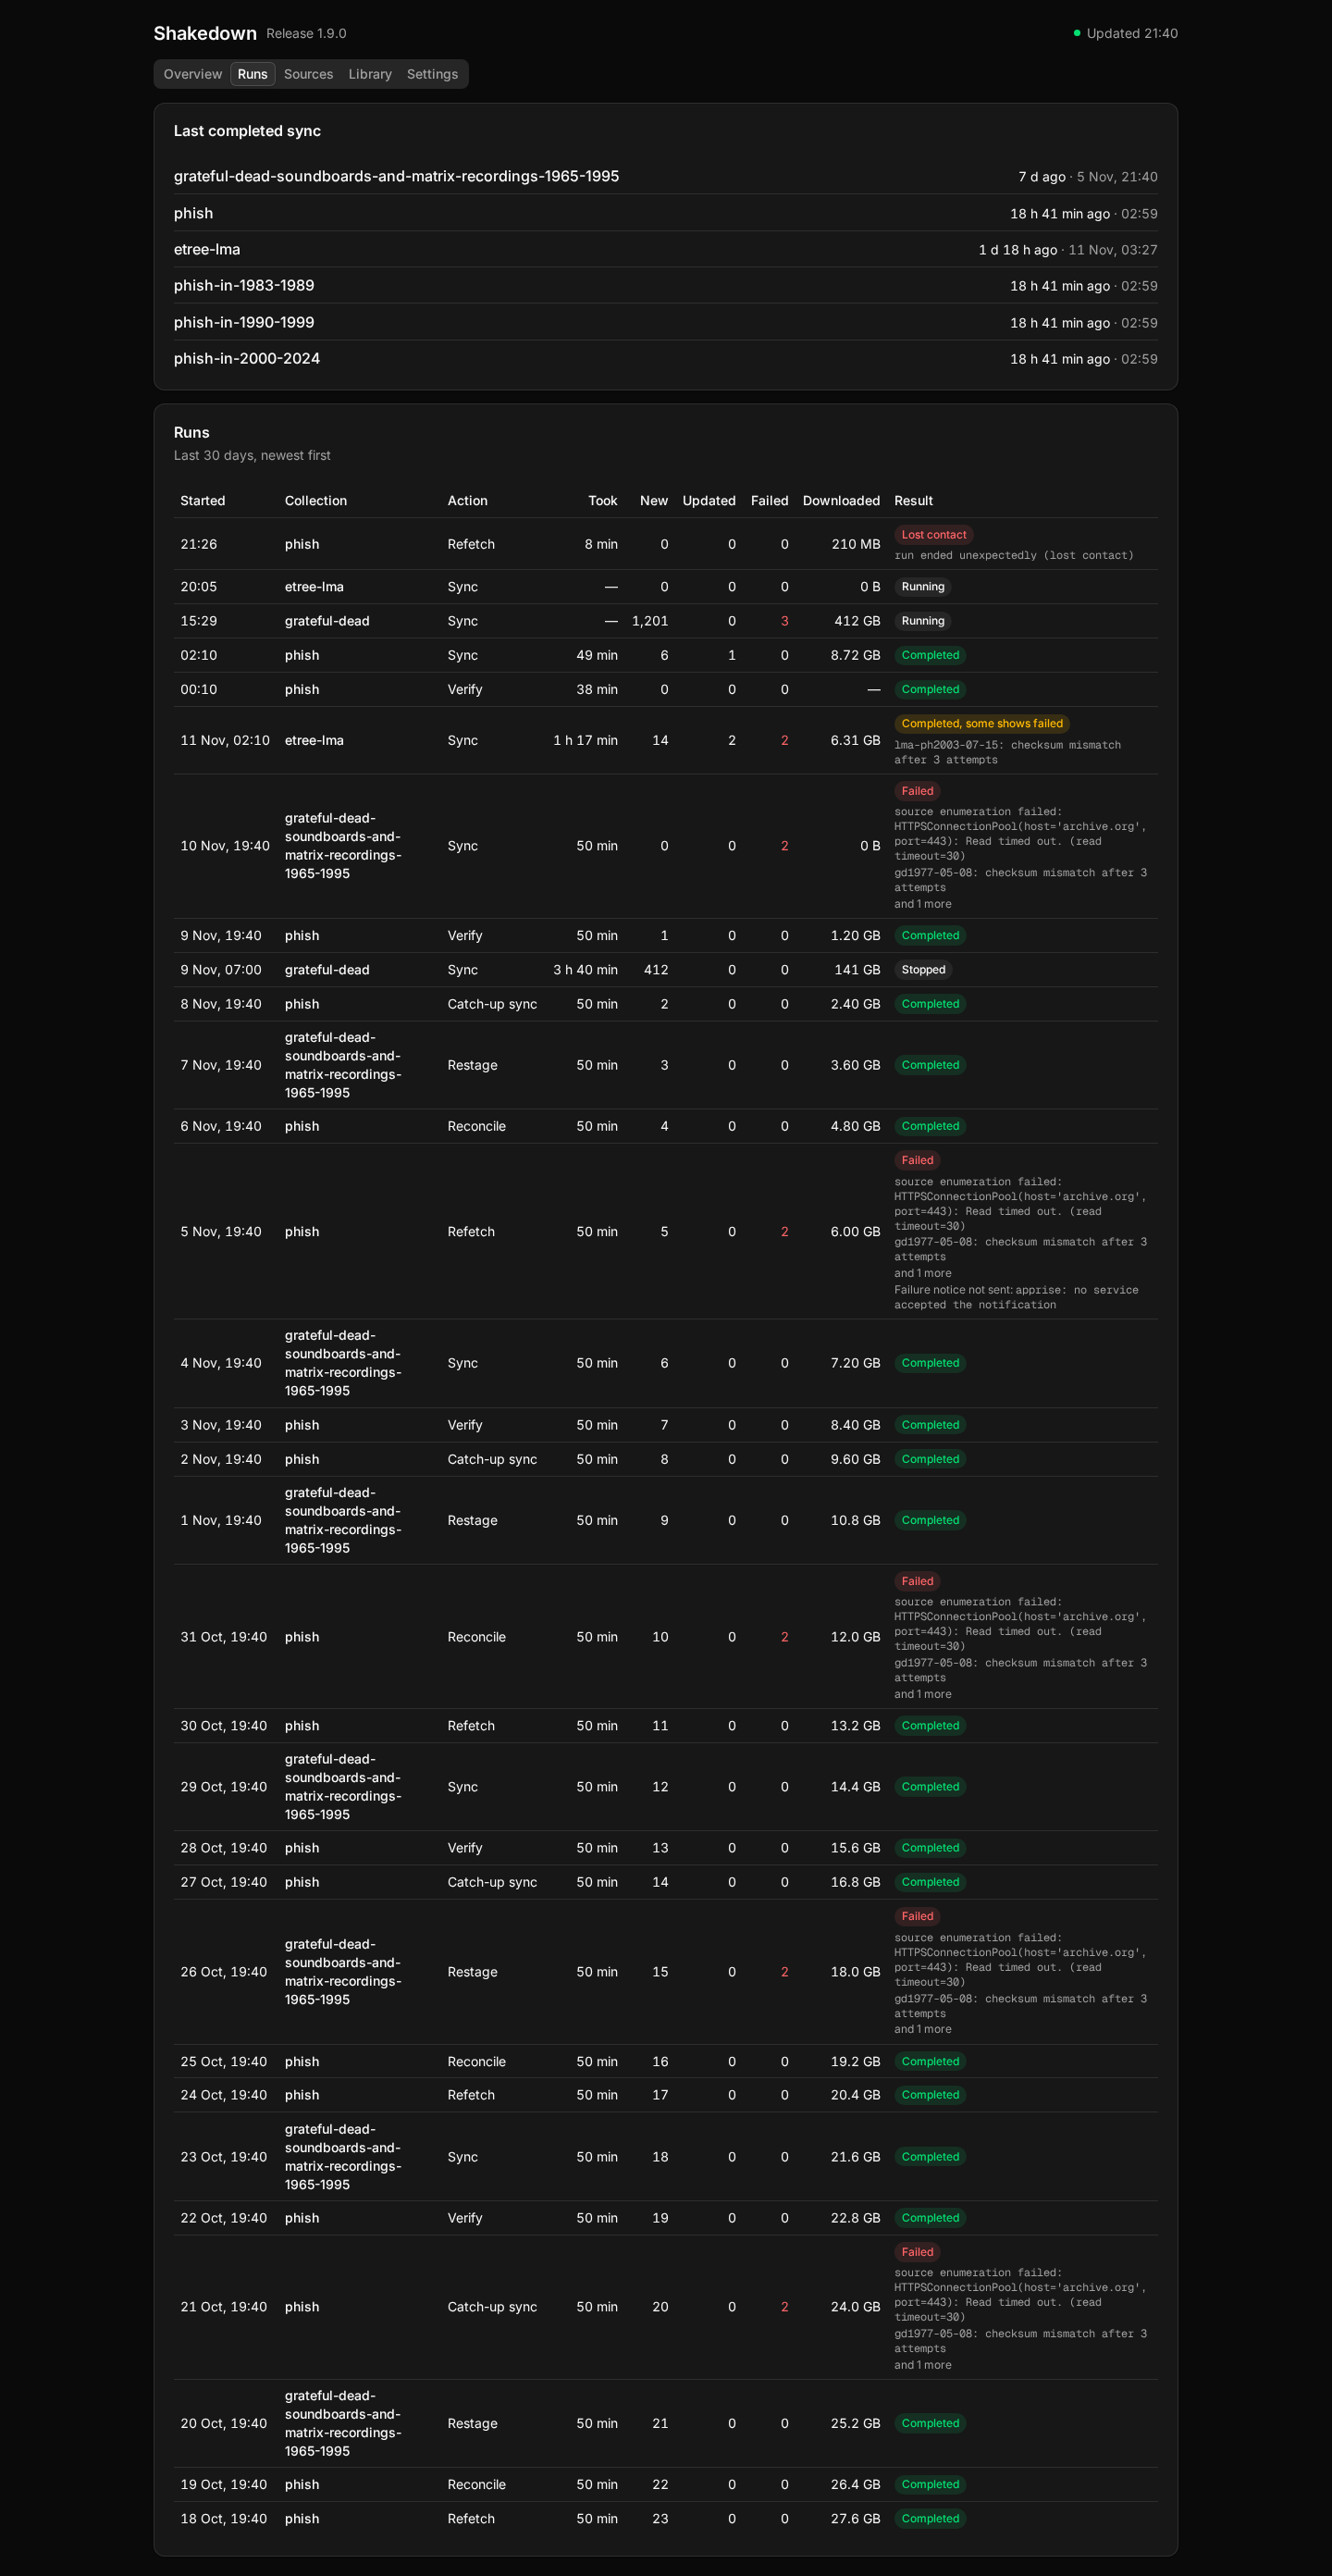 Shakedown Release 1.9.0 Updated 21:40
Overview Runs Sources Library Settings
Last completed sync
grateful-dead-soundboards-and-matrix-recordings-1965-1995 7 d ago · 5 Nov, 21:40
phish 18 h 41 min ago · 02:59
etree-lma 1 d 18 h ago · 11 Nov, 03:27
phish-in-1983-1989 18 h 41 min ago · 02:59
phish-in-1990-1999 18 h 41 min ago · 02:59
phish-in-2000-2024 18 h 41 min ago · 02:59
Runs
Last 30 days, newest first
Started Collection Action Took New Updated Failed Downloaded Result
21:26 phish Refetch 8 min 0 0 0 210 MB Lost contact
run ended unexpectedly (lost contact)
20:05 etree-lma Sync — 0 0 0 0 B Running
15:29 grateful-dead Sync — 1,201 0 3 412 GB Running
02:10 phish Sync 49 min 6 1 0 8.72 GB Completed
00:10 phish Verify 38 min 0 0 0 — Completed
11 Nov, 02:10 etree-lma Sync 1 h 17 min 14 2 2 6.31 GB Completed, some shows failed
lma-ph2003-07-15: checksum mismatch
after 3 attempts
10 Nov, 19:40 grateful-dead-
soundboards-and-
matrix-recordings-
1965-1995 Sync 50 min 0 0 2 0 B Failed
source enumeration failed:
HTTPSConnectionPool(host='archive.org',
port=443): Read timed out. (read
timeout=30)
gd1977-05-08: checksum mismatch after 3
attempts
and 1 more
9 Nov, 19:40 phish Verify 50 min 1 0 0 1.20 GB Completed
9 Nov, 07:00 grateful-dead Sync 3 h 40 min 412 0 0 141 GB Stopped
8 Nov, 19:40 phish Catch-up sync 50 min 2 0 0 2.40 GB Completed
7 Nov, 19:40 grateful-dead-
soundboards-and-
matrix-recordings-
1965-1995 Restage 50 min 3 0 0 3.60 GB Completed
6 Nov, 19:40 phish Reconcile 50 min 4 0 0 4.80 GB Completed
5 Nov, 19:40 phish Refetch 50 min 5 0 2 6.00 GB Failed
source enumeration failed:
HTTPSConnectionPool(host='archive.org',
port=443): Read timed out. (read
timeout=30)
gd1977-05-08: checksum mismatch after 3
attempts
and 1 more
Failure notice not sent: apprise: no service
accepted the notification
4 Nov, 19:40 grateful-dead-
soundboards-and-
matrix-recordings-
1965-1995 Sync 50 min 6 0 0 7.20 GB Completed
3 Nov, 19:40 phish Verify 50 min 7 0 0 8.40 GB Completed
2 Nov, 19:40 phish Catch-up sync 50 min 8 0 0 9.60 GB Completed
1 Nov, 19:40 grateful-dead-
soundboards-and-
matrix-recordings-
1965-1995 Restage 50 min 9 0 0 10.8 GB Completed
31 Oct, 19:40 phish Reconcile 50 min 10 0 2 12.0 GB Failed
source enumeration failed:
HTTPSConnectionPool(host='archive.org',
port=443): Read timed out. (read
timeout=30)
gd1977-05-08: checksum mismatch after 3
attempts
and 1 more
30 Oct, 19:40 phish Refetch 50 min 11 0 0 13.2 GB Completed
29 Oct, 19:40 grateful-dead-
soundboards-and-
matrix-recordings-
1965-1995 Sync 50 min 12 0 0 14.4 GB Completed
28 Oct, 19:40 phish Verify 50 min 13 0 0 15.6 GB Completed
27 Oct, 19:40 phish Catch-up sync 50 min 14 0 0 16.8 GB Completed
26 Oct, 19:40 grateful-dead-
soundboards-and-
matrix-recordings-
1965-1995 Restage 50 min 15 0 2 18.0 GB Failed
source enumeration failed:
HTTPSConnectionPool(host='archive.org',
port=443): Read timed out. (read
timeout=30)
gd1977-05-08: checksum mismatch after 3
attempts
and 1 more
25 Oct, 19:40 phish Reconcile 50 min 16 0 0 19.2 GB Completed
24 Oct, 19:40 phish Refetch 50 min 17 0 0 20.4 GB Completed
23 Oct, 19:40 grateful-dead-
soundboards-and-
matrix-recordings-
1965-1995 Sync 50 min 18 0 0 21.6 GB Completed
22 Oct, 19:40 phish Verify 50 min 19 0 0 22.8 GB Completed
21 Oct, 19:40 phish Catch-up sync 50 min 20 0 2 24.0 GB Failed
source enumeration failed:
HTTPSConnectionPool(host='archive.org',
port=443): Read timed out. (read
timeout=30)
gd1977-05-08: checksum mismatch after 3
attempts
and 1 more
20 Oct, 19:40 grateful-dead-
soundboards-and-
matrix-recordings-
1965-1995 Restage 50 min 21 0 0 25.2 GB Completed
19 Oct, 19:40 phish Reconcile 50 min 22 0 0 26.4 GB Completed
18 Oct, 19:40 phish Refetch 50 min 23 0 0 27.6 GB Completed